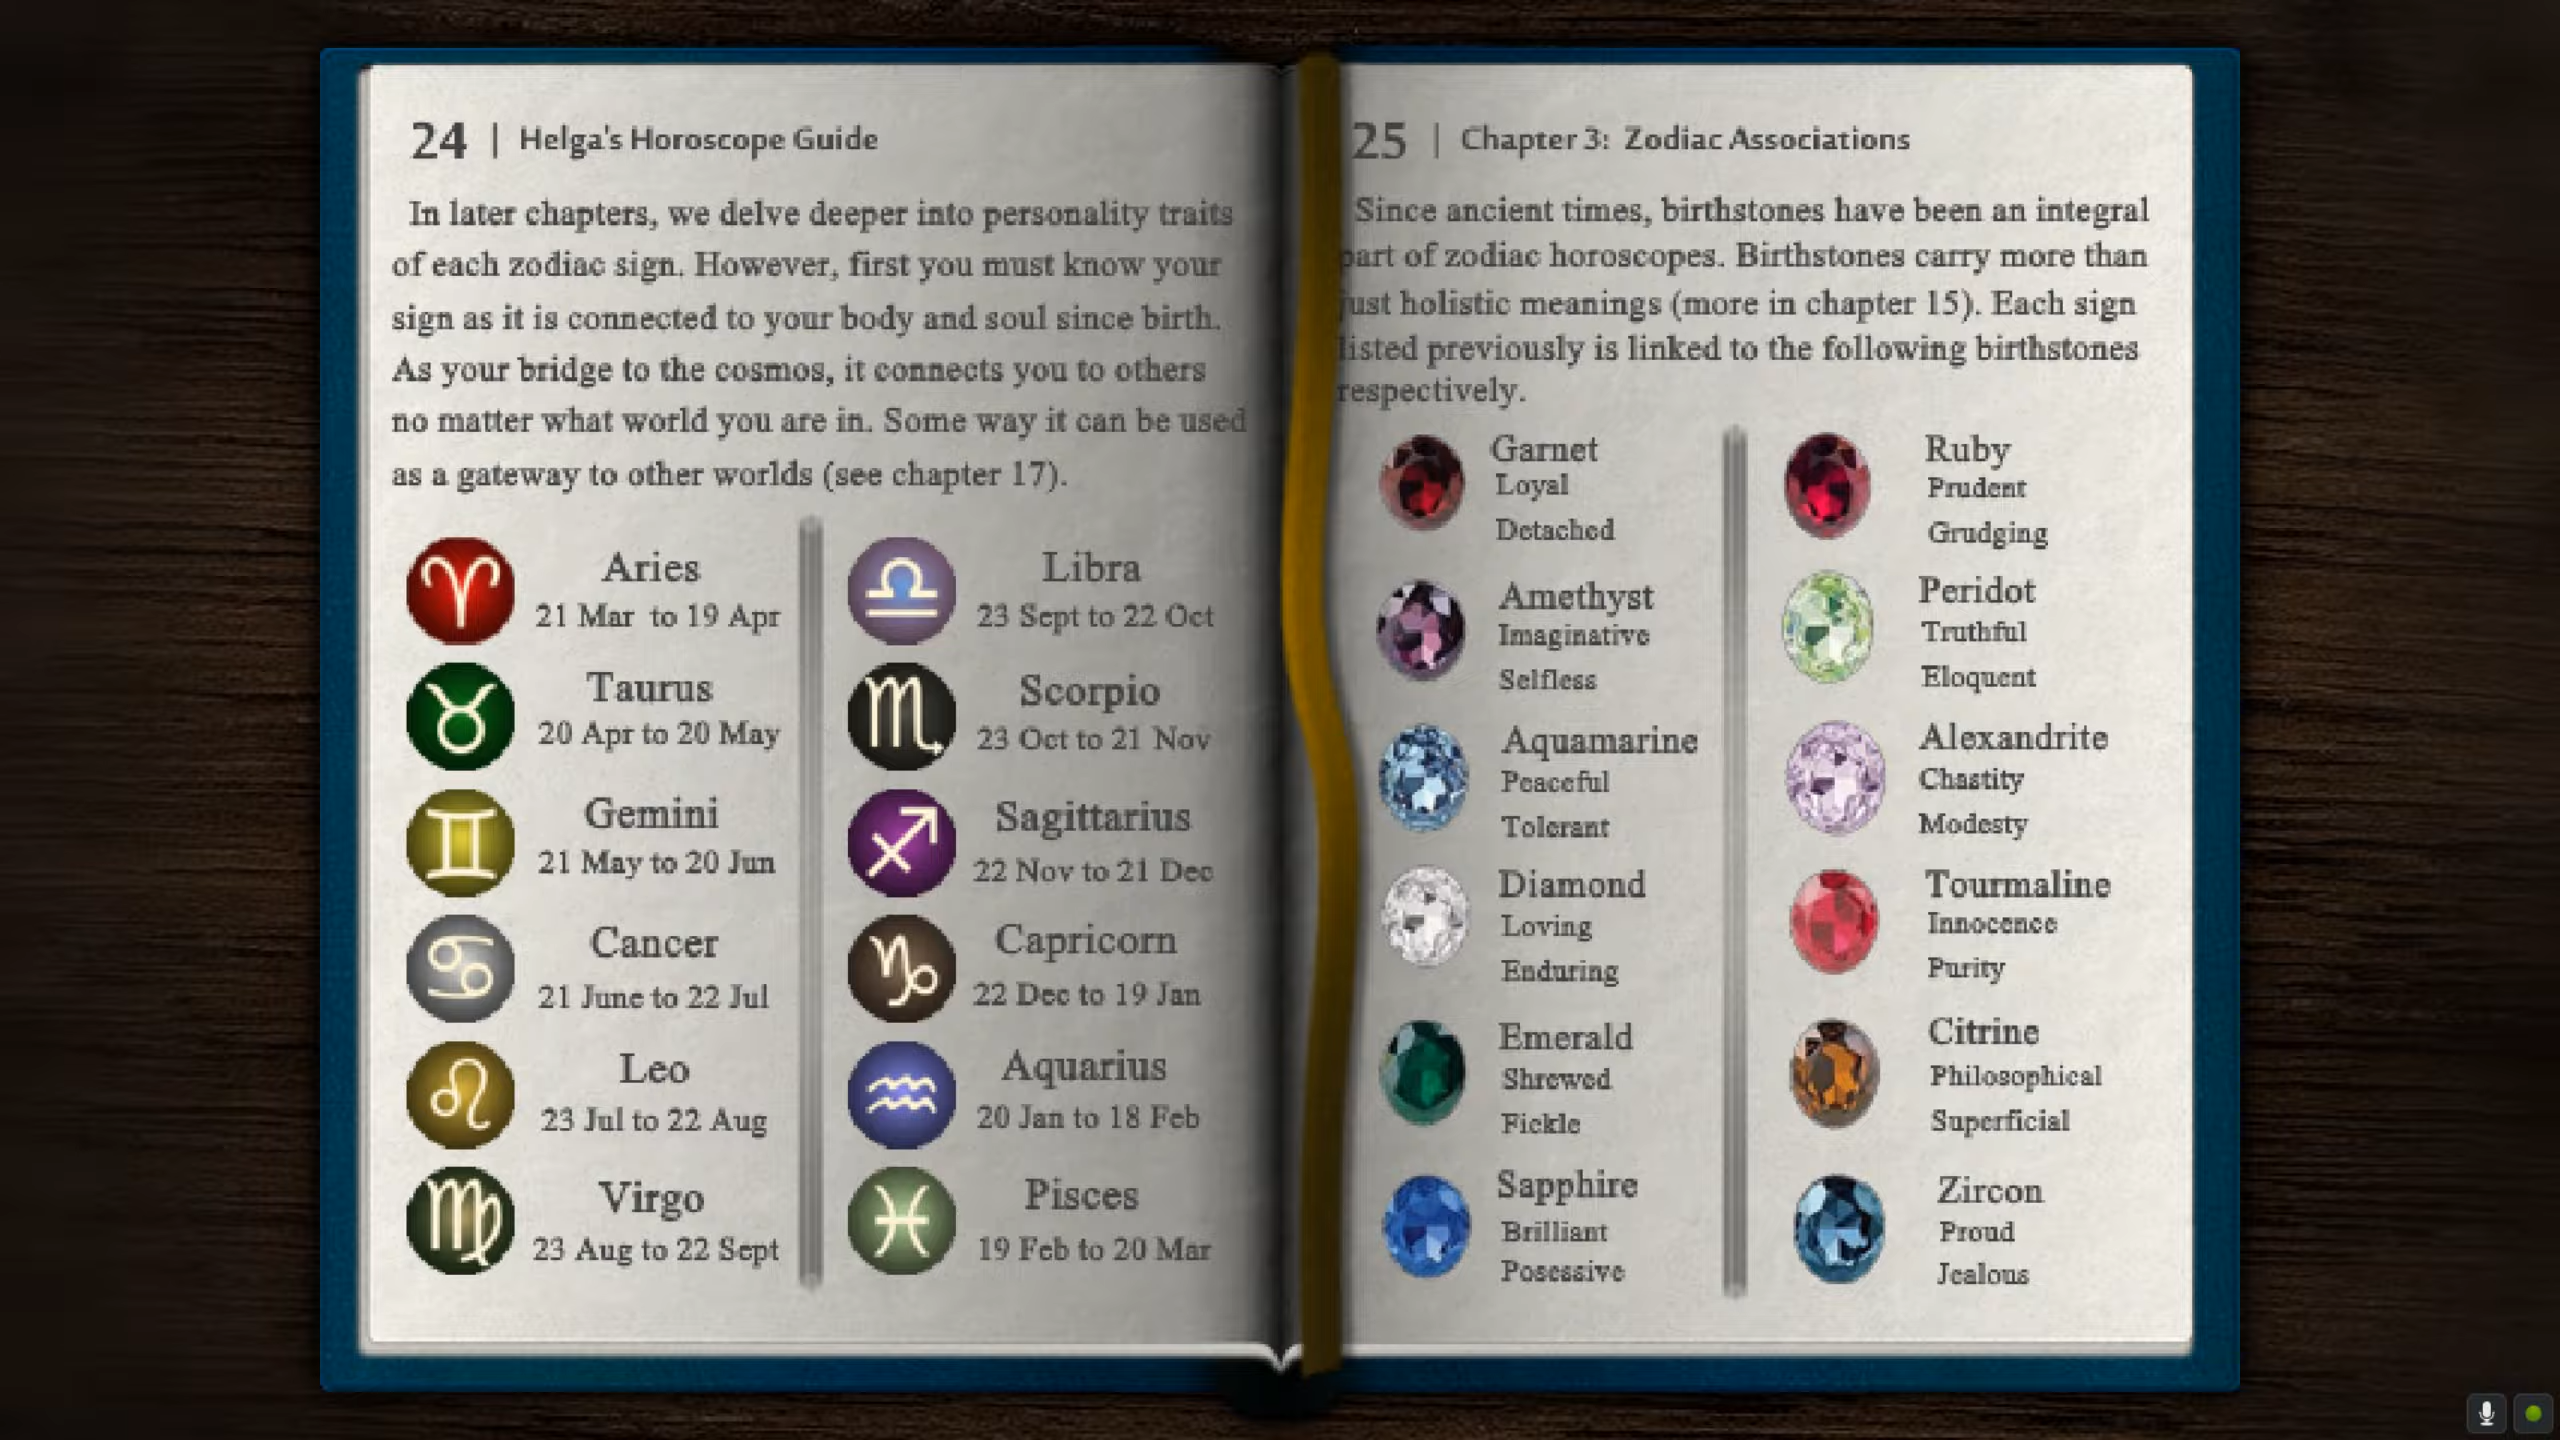 24 | Helga's Horoscope Guide
In later chapters, we delve deeper into personality traits
of each zodiac sign. However, first you must know your
sign as it is connected to your body and soul since birth.
As your bridge to the cosmos, it connects you to others
no matter what world you are in. Some way it can be used
as a gateway to other worlds (see chapter 17).
Aries
21 Mar to 19 Apr
Taurus
20 Apr to 20 May
Gemini
21 May to 20 Jun
Cancer
21 June to 22 Jul
Leo
23 Jul to 22 Aug
Virgo
23 Aug to 22 Sept
Libra
23 Sept to 22 Oct
Scorpio
23 Oct to 21 Nov
Sagittarius
22 Nov to 21 Dec
Capricorn
22 Dec to 19 Jan
Aquarius
20 Jan to 18 Feb
Pisces
19 Feb to 20 Mar
25 | Chapter 3: Zodiac Associations
Since ancient times, birthstones have been an integral
part of zodiac horoscopes. Birthstones carry more than
just holistic meanings (more in chapter 15). Each sign
listed previously is linked to the following birthstones
respectively.
Garnet
Loyal
Detached
Amethyst
Imaginative
Selfless
Aquamarine
Peaceful
Tolerant
Diamond
Loving
Enduring
Emerald
Shrewed
Fickle
Sapphire
Brilliant
Posessive
Ruby
Prudent
Grudging
Peridot
Truthful
Eloquent
Alexandrite
Chastity
Modesty
Tourmaline
Innocence
Purity
Citrine
Philosophical
Superficial
Zircon
Proud
Jealous